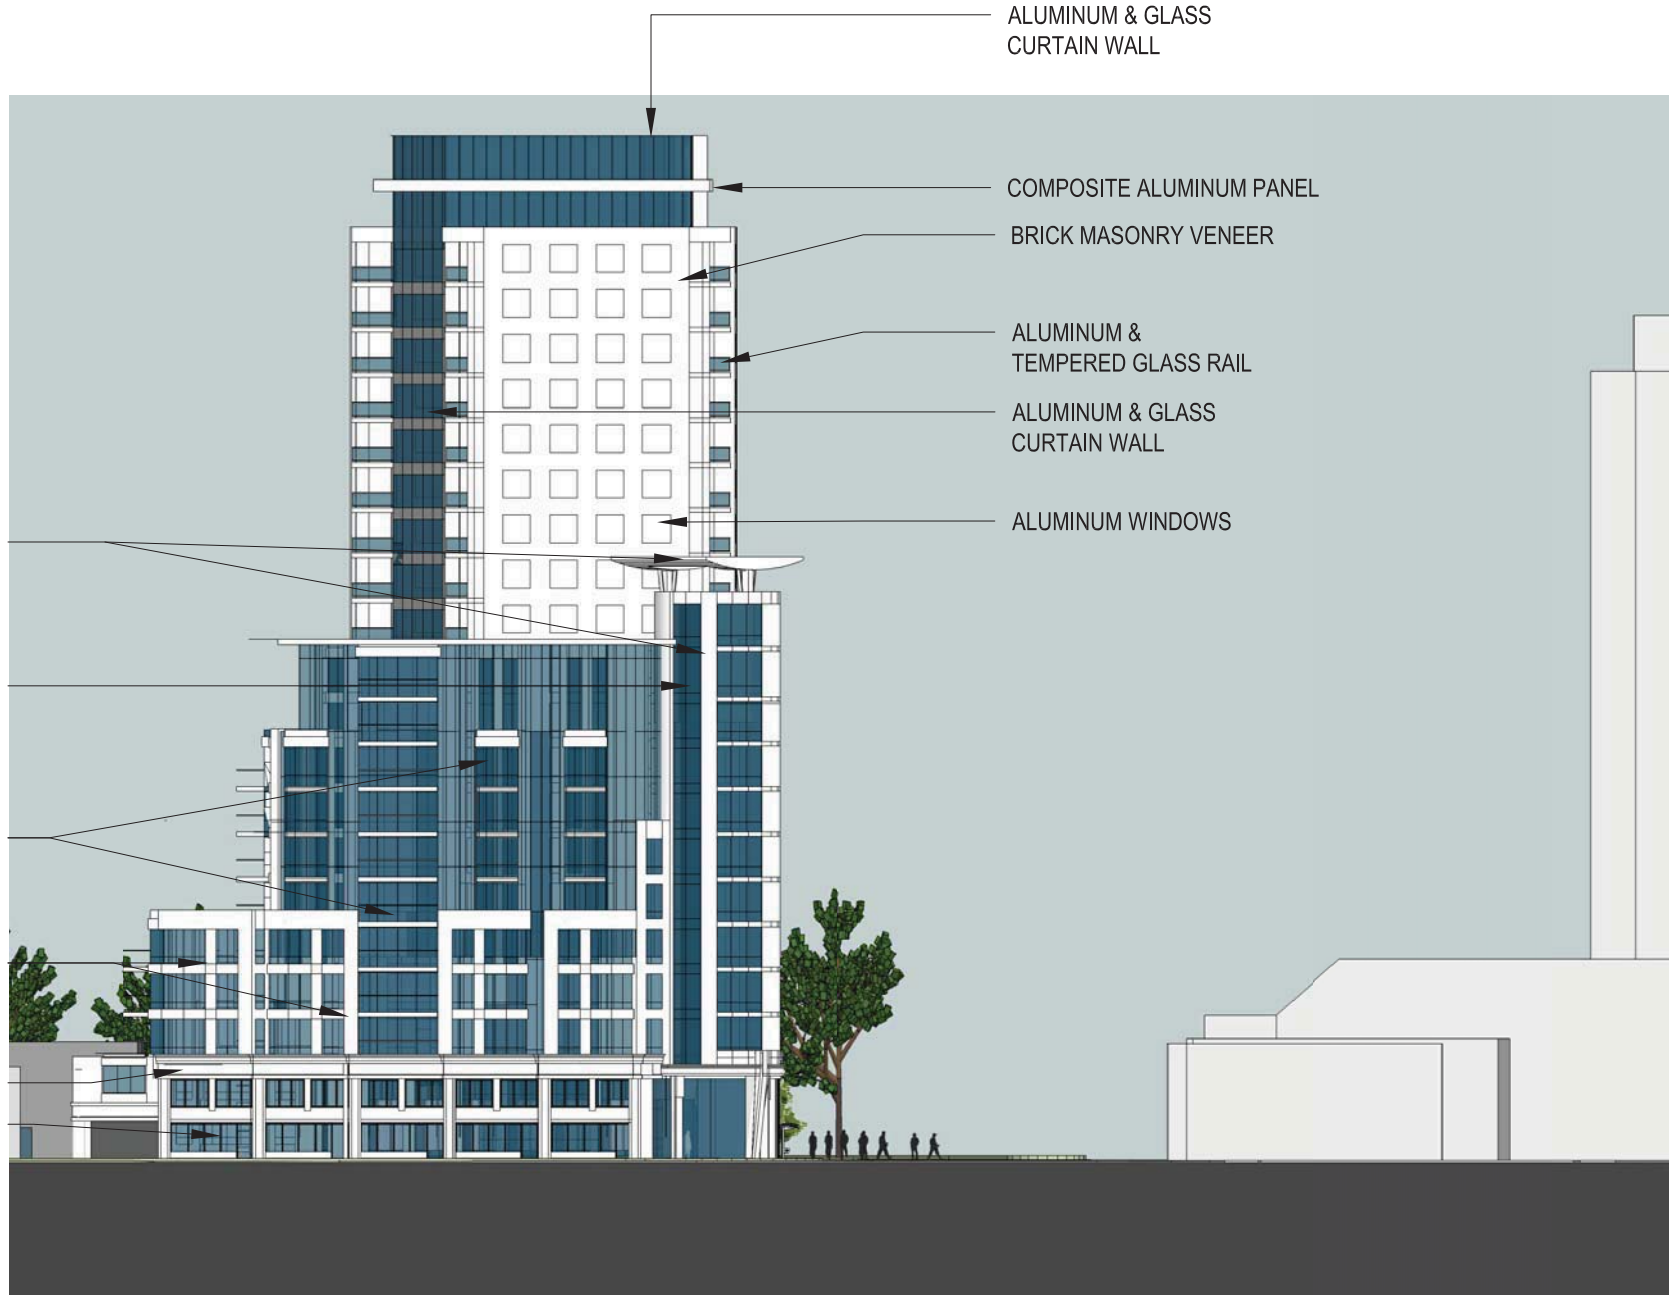 ALUMINUM & GLASS
CURTAIN WALL
COMPOSITE ALUMINUM PANEL
BRICK MASONRY VENEER
ALUMINUM &
TEMPERED GLASS RAIL
ALUMINUM & GLASS
CURTAIN WALL
ALUMINUM WINDOWS